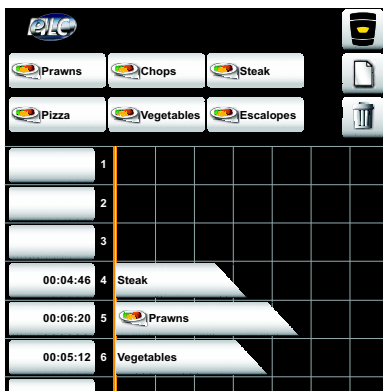 PLC
Prawns Chops Steak
Pizza Vegetables Escalopes
1
2
3
00:04:46 4 Steak
00:06:20 5 Prawns
00:05:12 6 Vegetables